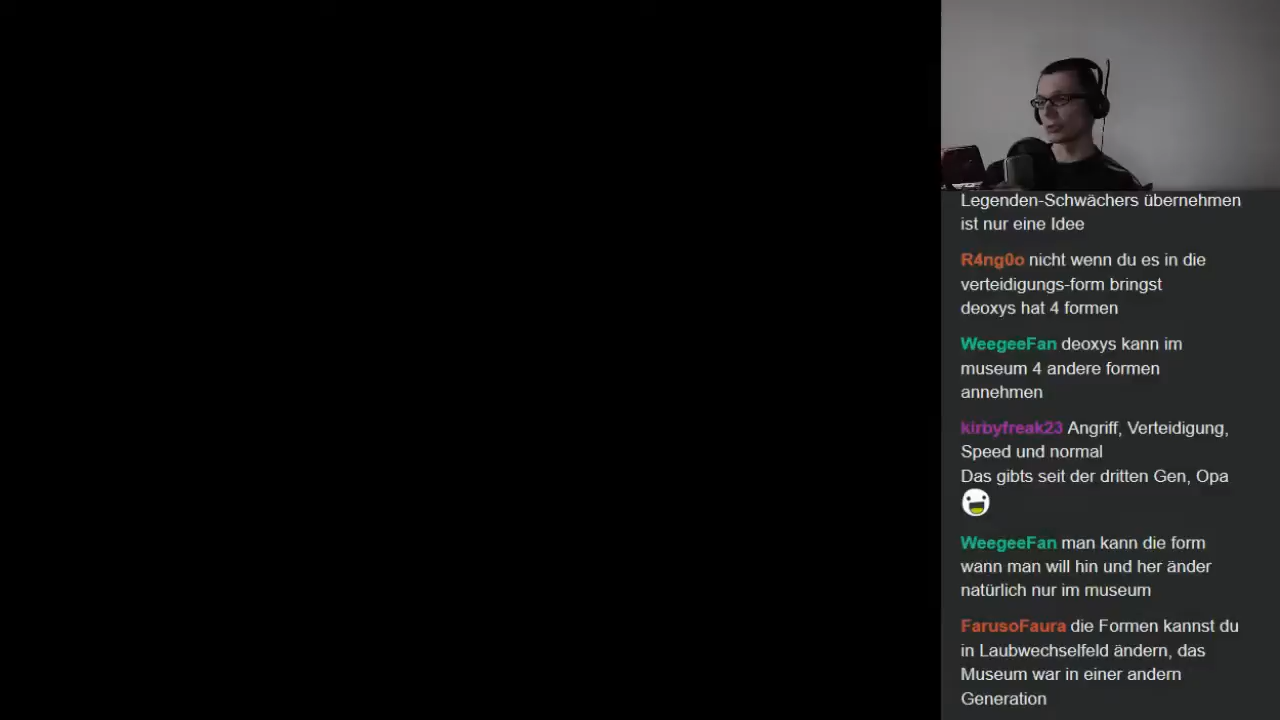 Legenden-Schwächers übernehmen
ist nur eine Idee
R4ng0o nicht wenn du es in die
verteidigungs-form bringst
deoxys hat 4 formen
WeegeeFan deoxys kann im
museum 4 andere formen
annehmen
kirbyfreak23 Angriff, Verteidigung,
Speed und normal
Das gibts seit der dritten Gen, Opa
WeegeeFan man kann die form
wann man will hin und her änder
natürlich nur im museum
FarusoFaura die Formen kannst du
in Laubwechselfeld ändern, das
Museum war in einer andern
Generation